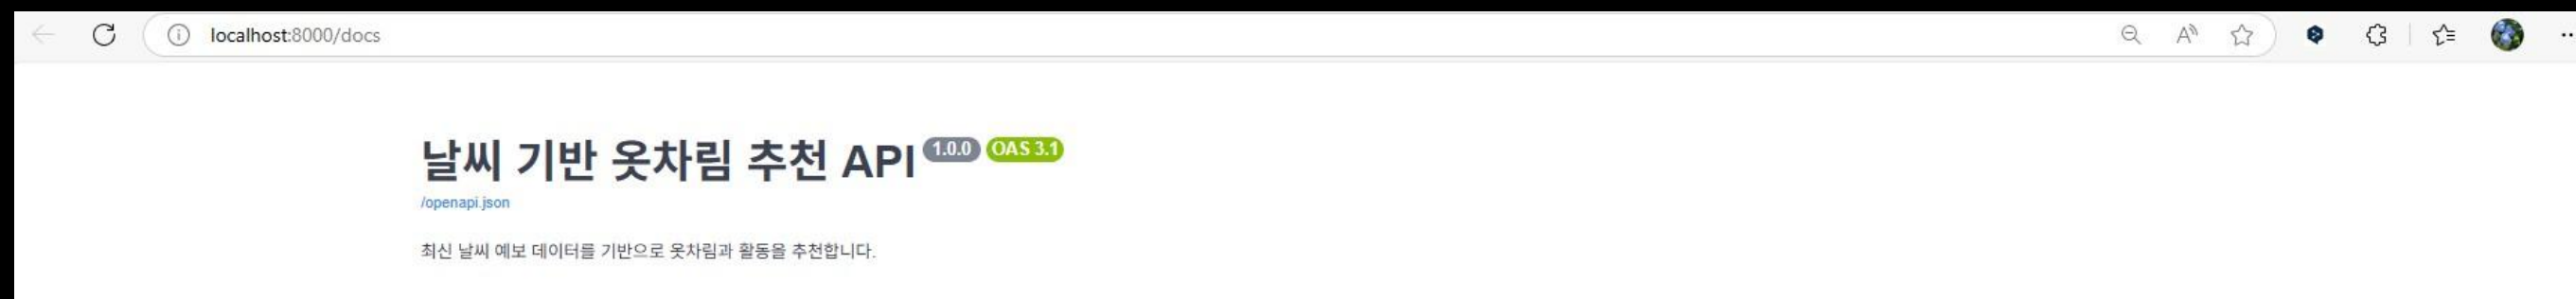 localhost:8000/docs
날씨 기반 옷차림 추천 API 1.0.0 OAS 3.1
/openapi.json
최신 날씨 예보 데이터를 기반으로 옷차림과 활동을 추천합니다.